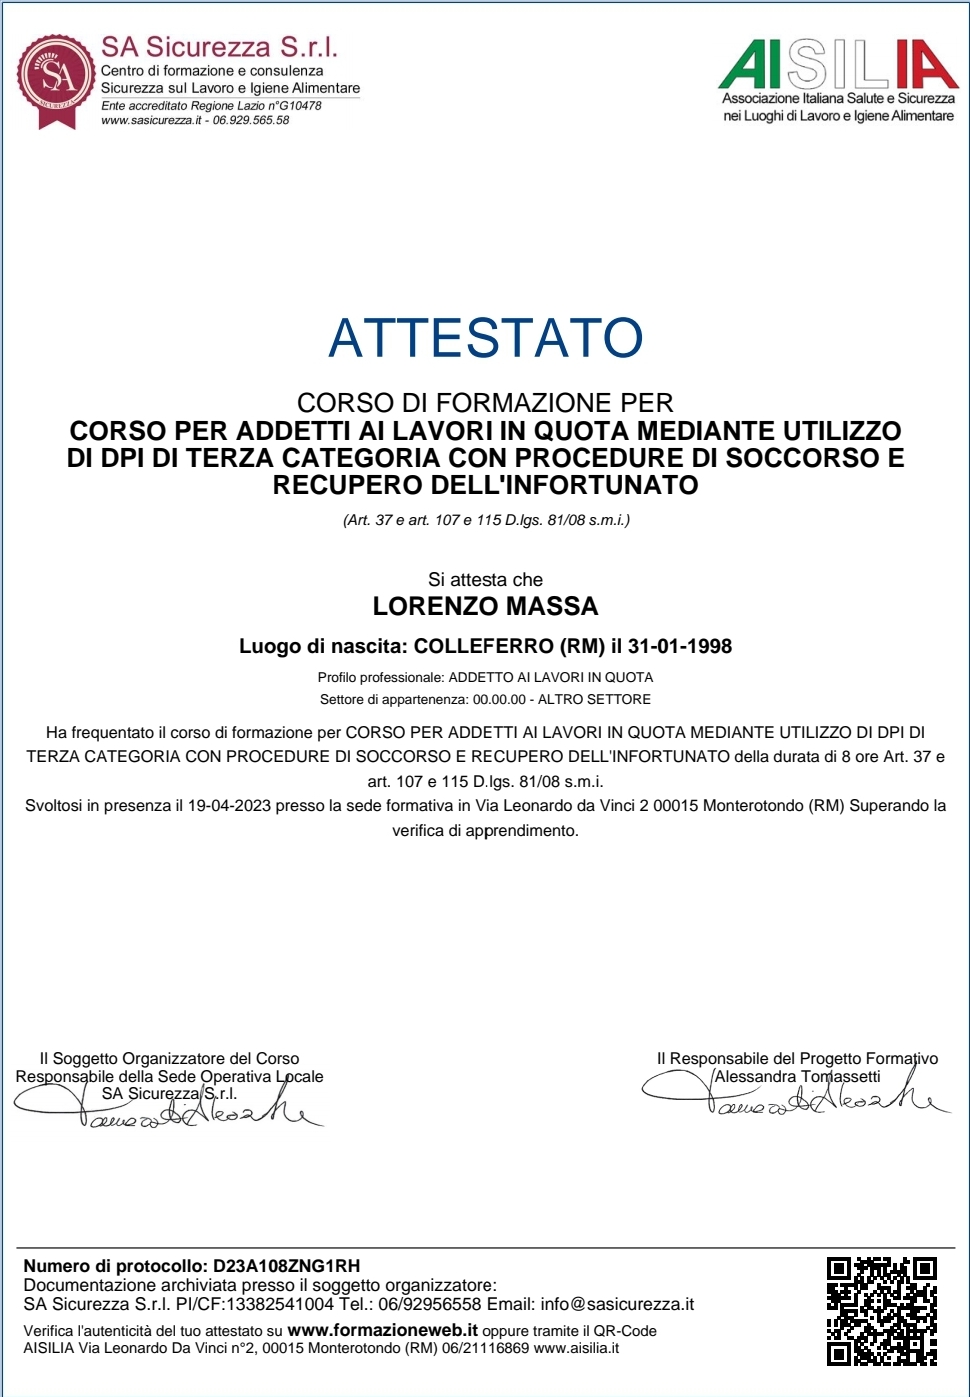 SA Sicurezza S.r.l.
Centro di formazione e consulenza
Sicurezza sul Lavoro e Igiene Alimentare
Ente accreditato Regione Lazio n°G10478
www.sasicurezza.it - 06.929.565.58
SA
SICUREZZA
AISILIA
Associazione Italiana Salute e Sicurezza
nei Luoghi di Lavoro e Igiene Alimentare
ATTESTATO
CORSO DI FORMAZIONE PER
CORSO PER ADDETTI AI LAVORI IN QUOTA MEDIANTE UTILIZZO
DI DPI DI TERZA CATEGORIA CON PROCEDURE DI SOCCORSO E
RECUPERO DELL'INFORTUNATO
(Art. 37 e art. 107 e 115 D.lgs. 81/08 s.m.i.)
Si attesta che
LORENZO MASSA
Luogo di nascita: COLLEFERRO (RM) il 31-01-1998
Profilo professionale: ADDETTO AI LAVORI IN QUOTA
Settore di appartenenza: 00.00.00 - ALTRO SETTORE
Ha frequentato il corso di formazione per CORSO PER ADDETTI AI LAVORI IN QUOTA MEDIANTE UTILIZZO DI DPI DI
TERZA CATEGORIA CON PROCEDURE DI SOCCORSO E RECUPERO DELL'INFORTUNATO della durata di 8 ore Art. 37 e
art. 107 e 115 D.lgs. 81/08 s.m.i.
Svoltosi in presenza il 19-04-2023 presso la sede formativa in Via Leonardo da Vinci 2 00015 Monterotondo (RM) Superando la
verifica di apprendimento.
Il Soggetto Organizzatore del Corso
Responsabile della Sede Operativa Locale
SA Sicurezza S.r.l.
Il Responsabile del Progetto Formativo
Alessandra Tomassetti
Numero di protocollo: D23A108ZNG1RH
Documentazione archiviata presso il soggetto organizzatore:
SA Sicurezza S.r.l. PI/CF:13382541004 Tel.: 06/92956558 Email: info@sasicurezza.it
Verifica l'autenticità del tuo attestato su www.formazioneweb.it oppure tramite il QR-Code
AISILIA Via Leonardo Da Vinci n°2, 00015 Monterotondo (RM) 06/21116869 www.aisilia.it